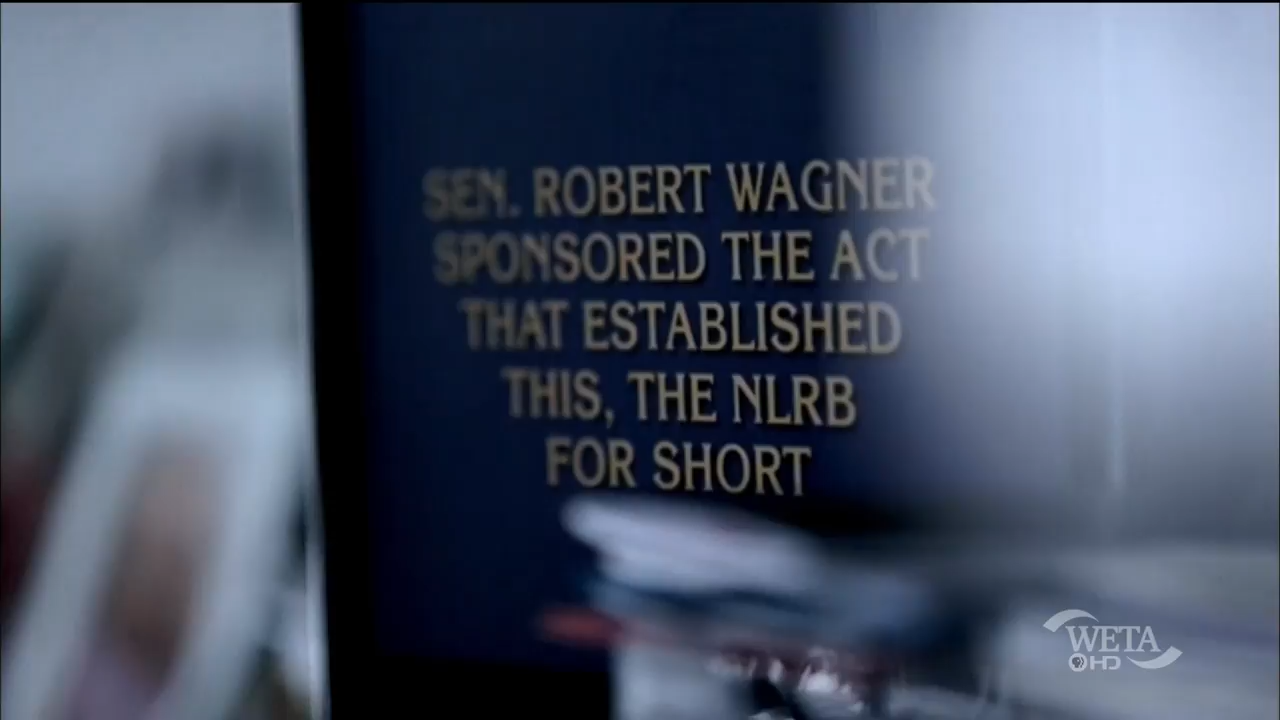 SEN. ROBERT WAGNER
SPONSORED THE ACT
THAT ESTABLISHED
THIS, THE NLRB
FOR SHORT
WETA
HD